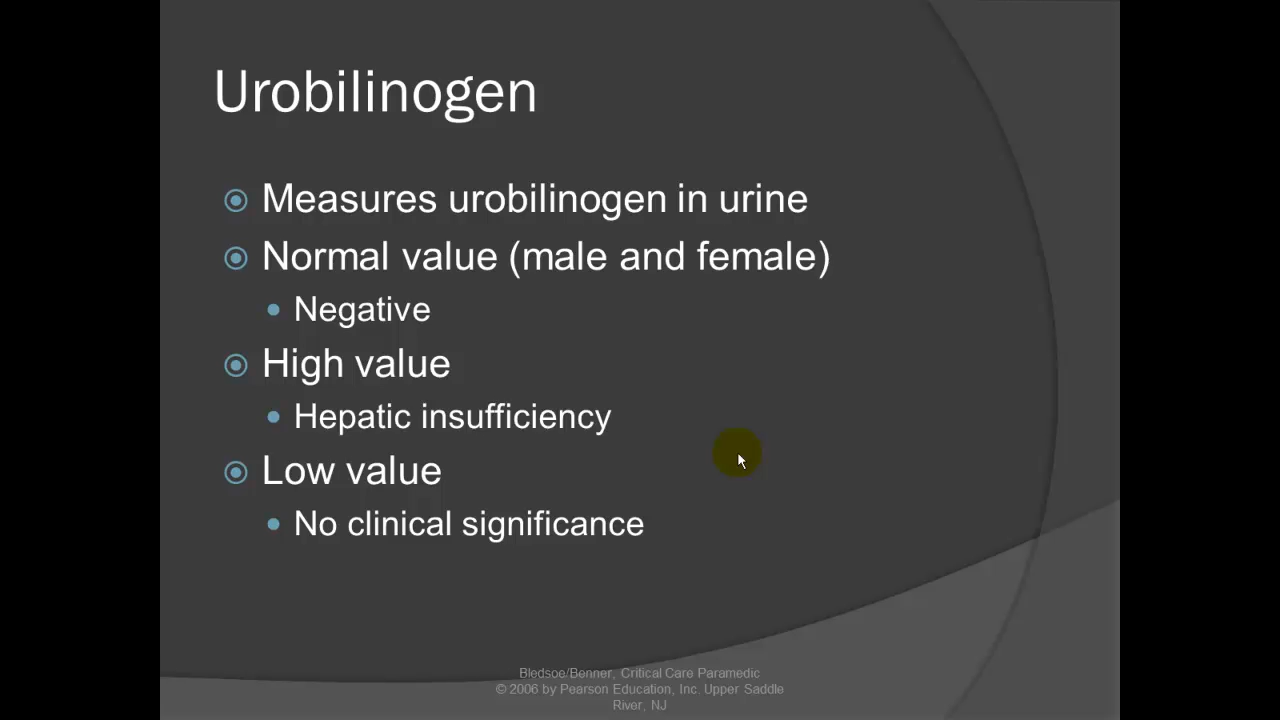 Urobilinogen
Measures urobilinogen in urine
Normal value (male and female)
Negative
High value
Hepatic insufficiency
Low value
No clinical significance
Bledsoe/Benner, Critical Care Paramedic
© 2006 by Pearson Education, Inc. Upper Saddle
River, NJ